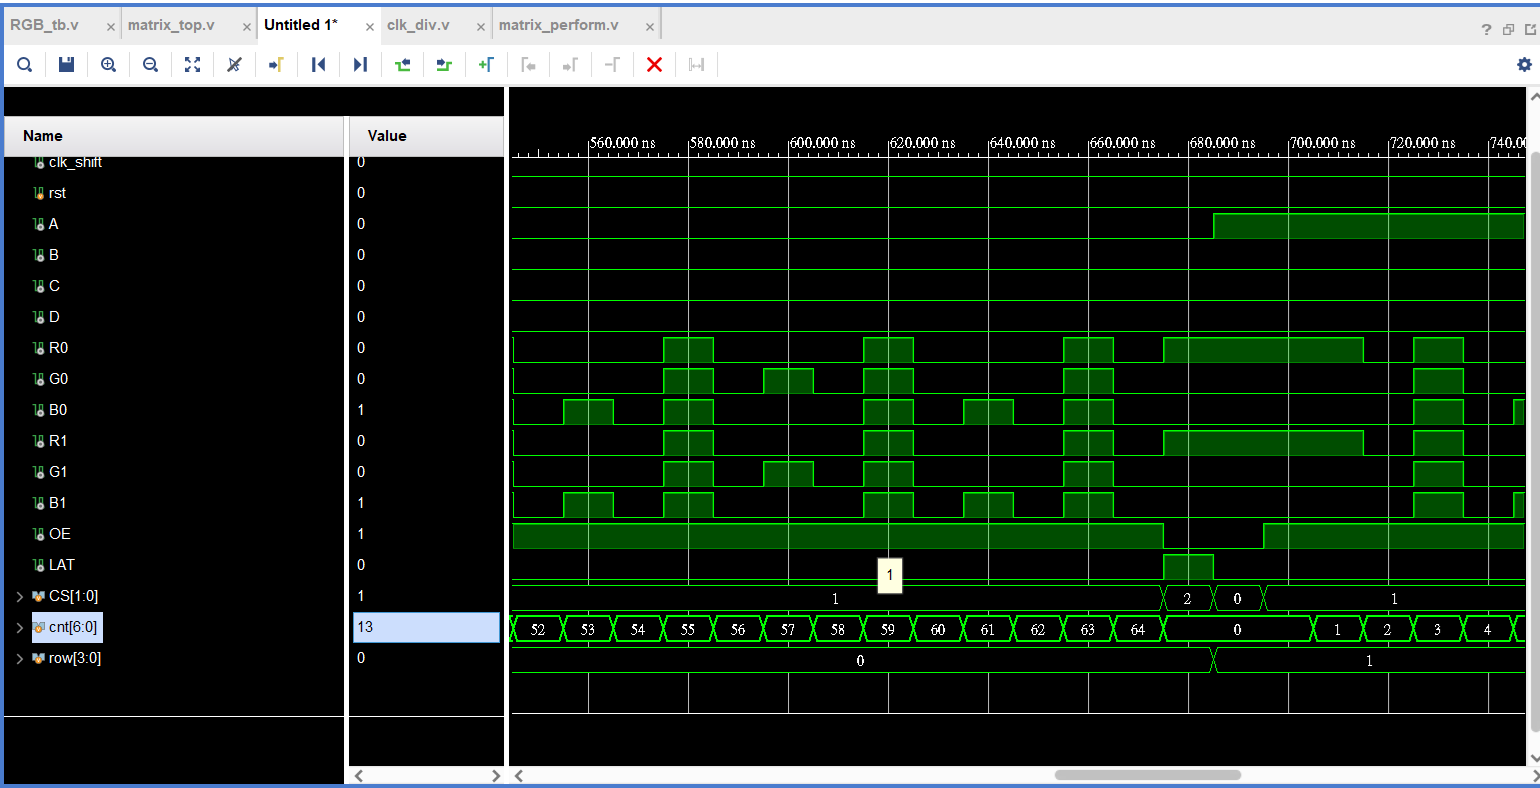 RGB_tb.v × matrix_top.v × Untitled 1* × clk_div.v × matrix_perform.v ×
?
Name Value
560.000 ns 580.000 ns 600.000 ns 620.000 ns 640.000 ns 660.000 ns 680.000 ns 700.000 ns 720.000 ns 740.0
clk_shift 0
rst 0
A 0
B 0
C 0
D 0
R0 0
G0 0
B0 1
R1 0
G1 0
B1 1
OE 1
LAT 0
1
CS[1:0] 1 1 2 0 1
cnt[6:0] 13 52 53 54 55 56 57 58 59 60 61 62 63 64 0 1 2 3 4
row[3:0] 0 0 1